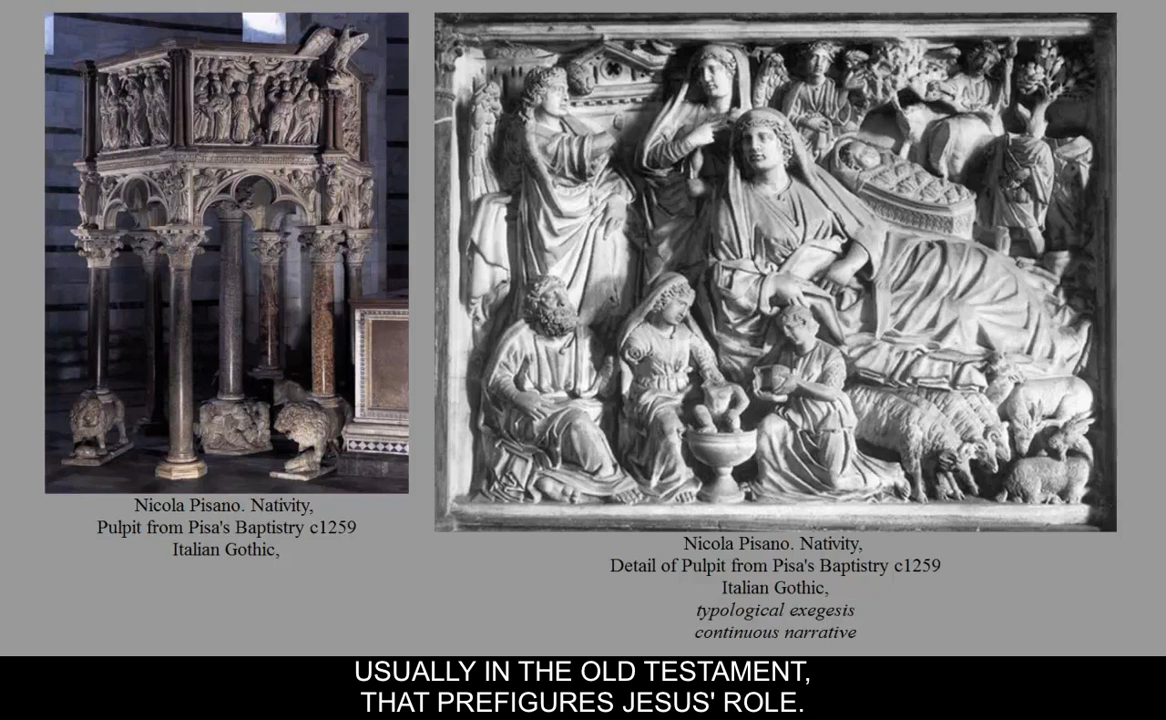 Nicola Pisano. Nativity,
Pulpit from Pisa's Baptistry c1259
Italian Gothic,
Nicola Pisano. Nativity,
Detail of Pulpit from Pisa's Baptistry c1259
Italian Gothic,
typological exegesis
continuous narrative
USUALLY IN THE OLD TESTAMENT,
THAT PREFIGURES JESUS' ROLE.